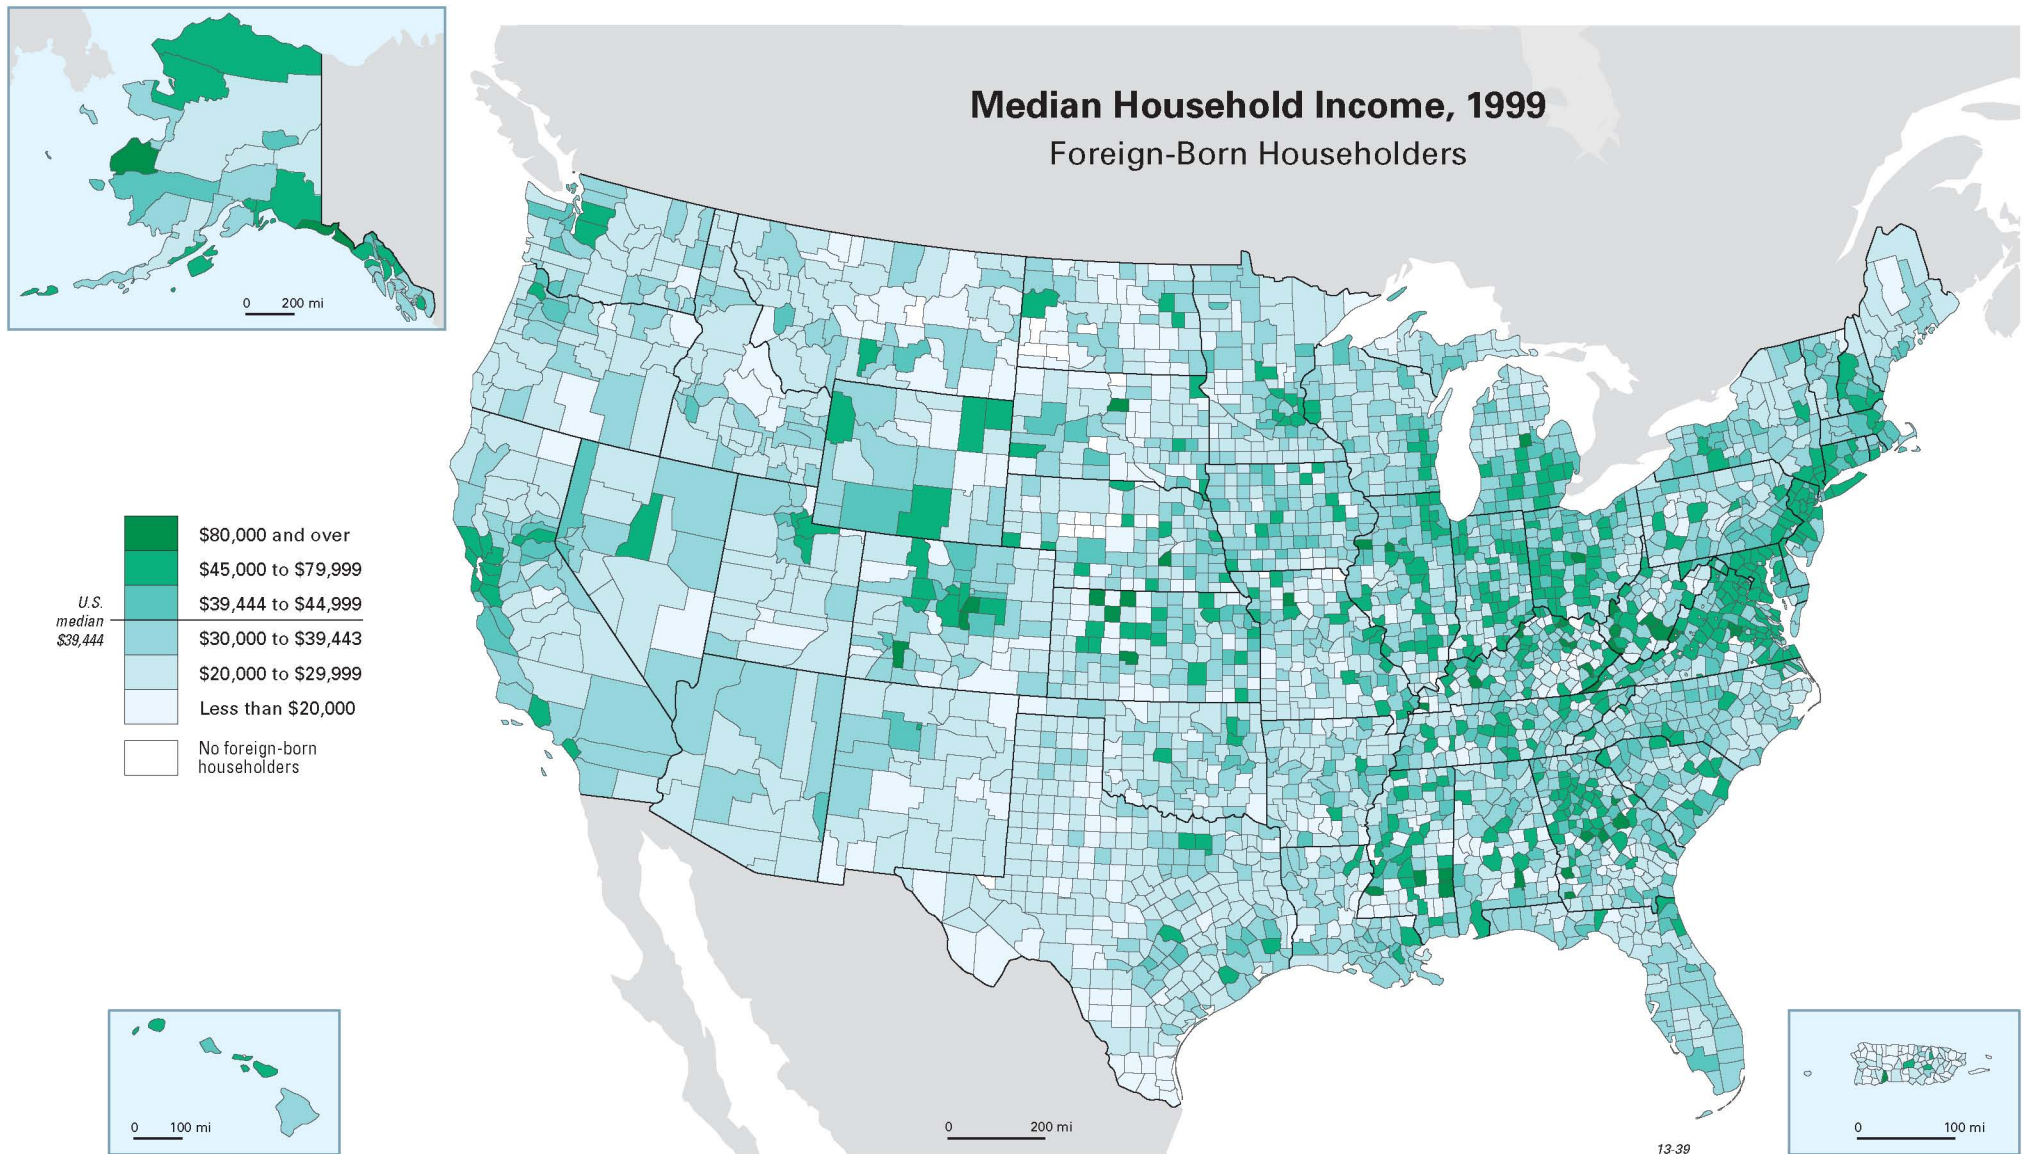 Median Household Income, 1999
Foreign-Born Householders
0 200 mi
$80,000 and over
$45,000 to $79,999
$39,444 to $44,999
U.S.
median
$39,444
$30,000 to $39,443
$20,000 to $29,999
Less than $20,000
No foreign-born
householders
0 100 mi
0 200 mi
0 100 mi
13-39